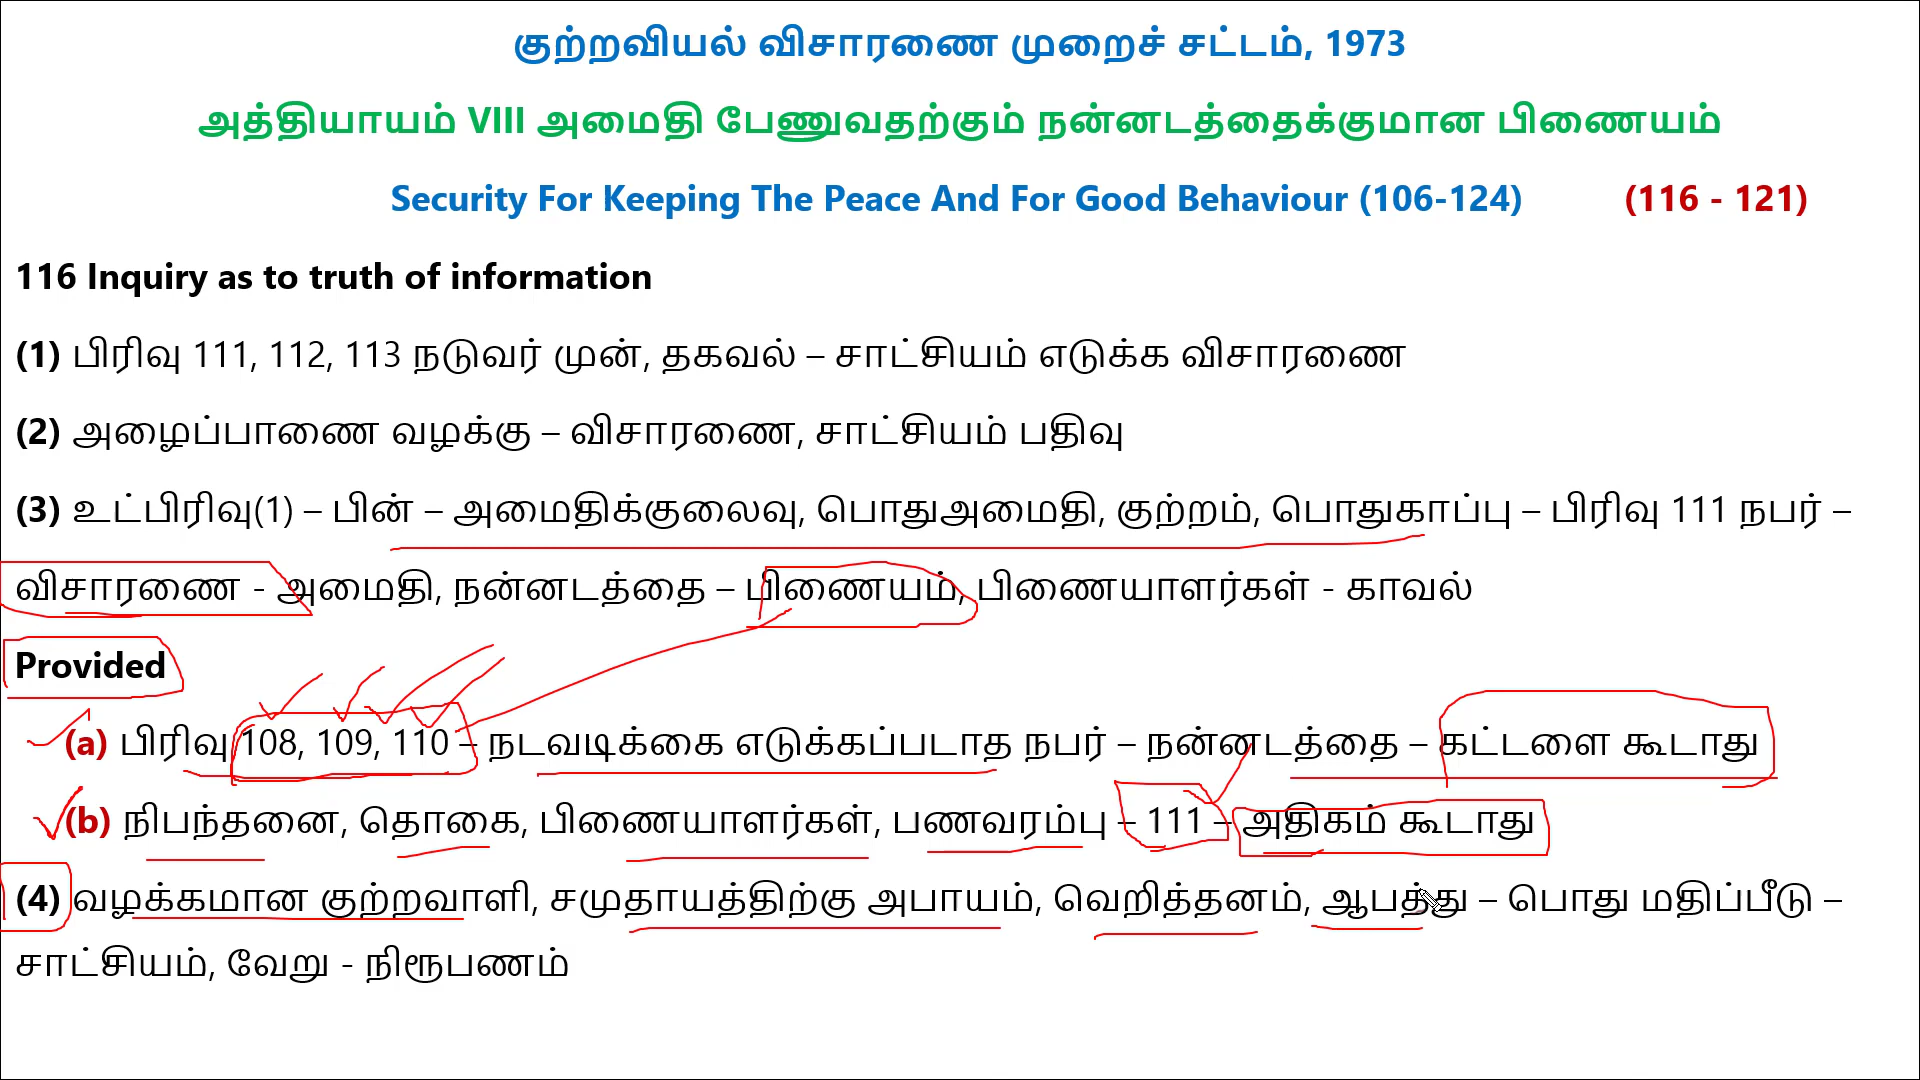 குற்றவியல் விசாரணை முறைச் சட்டம், 1973
அத்தியாயம் VIII அமைதி பேணுவதற்கும் நன்னடத்தைக்குமான பிணையம்
Security For Keeping The Peace And For Good Behaviour (106-124) (116 - 121)
116 Inquiry as to truth of information
(1) பிரிவு 111, 112, 113 நடுவர் முன், தகவல் – சாட்சியம் எடுக்க விசாரணை
(2) அழைப்பாணை வழக்கு – விசாரணை, சாட்சியம் பதிவு
(3) உட்பிரிவு(1) – பின் – அமைதிக்குலைவு, பொதுஅமைதி, குற்றம், பொதுகாப்பு – பிரிவு 111 நபர் –
விசாரணை - அமைதி, நன்னடத்தை – பிணையம், பிணையாளர்கள் - காவல்
Provided
(a) பிரிவு 108, 109, 110 – நடவடிக்கை எடுக்கப்படாத நபர் – நன்னடத்தை – கட்டளை கூடாது
(b) நிபந்தனை, தொகை, பிணையாளர்கள், பணவரம்பு – 111 – அதிகம் கூடாது
(4) வழக்கமான குற்றவாளி, சமுதாயத்திற்கு அபாயம், வெறித்தனம், ஆபத்து – பொது மதிப்பீடு –
சாட்சியம், வேறு - நிரூபணம்